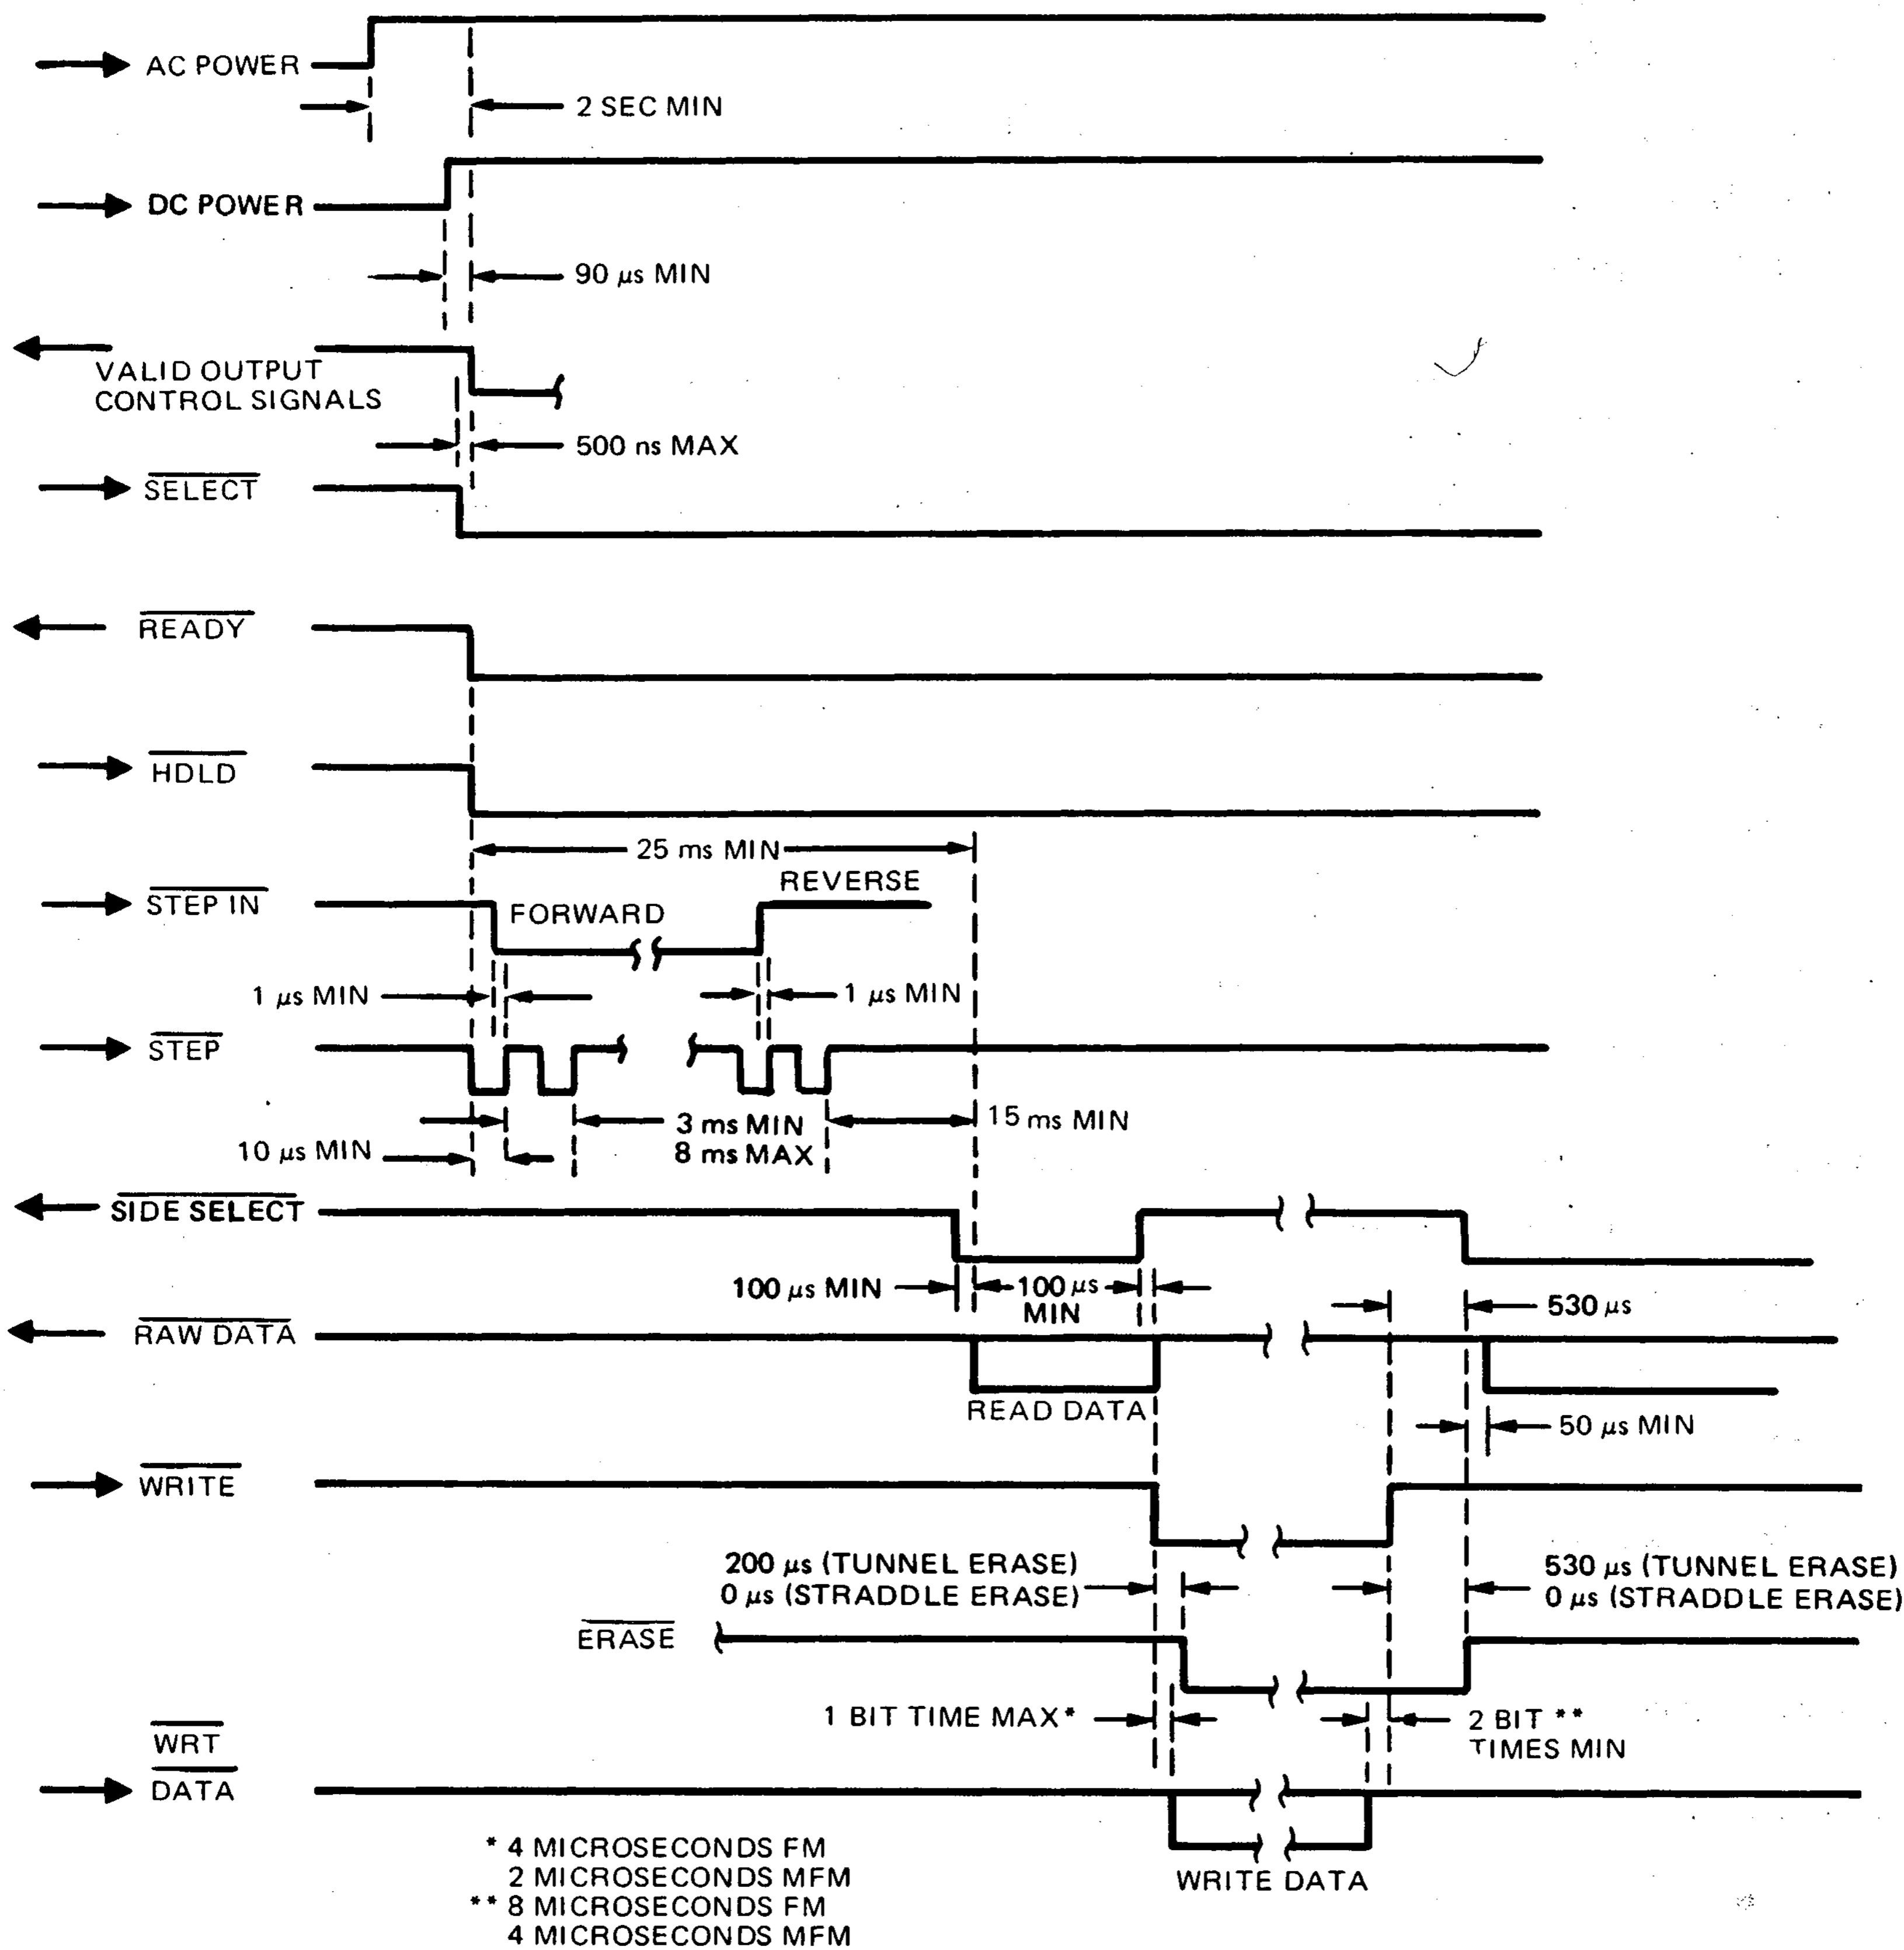 AC POWER
2 SEC MIN
DC POWER
90 μs MIN
VALID OUTPUT
CONTROL SIGNALS
500 ns MAX
SELECT
READY
HDLD
25 ms MIN
REVERSE
STEP IN
FORWARD
1 μs MIN
1 μs MIN
STEP
3 ms MIN
8 ms MAX
15 ms MIN
10 μs MIN
SIDE SELECT
100 μs MIN
100 μs
MIN
530 μs
RAW DATA
READ DATA
50 μs MIN
WRITE
200 μs (TUNNEL ERASE)
0 μs (STRADDLE ERASE)
530 μs (TUNNEL ERASE)
0 μs (STRADDLE ERASE)
ERASE
1 BIT TIME MAX*
2 BIT **
TIMES MIN
WRT
DATA
WRITE DATA
* 4 MICROSECONDS FM
2 MICROSECONDS MFM
** 8 MICROSECONDS FM
4 MICROSECONDS MFM